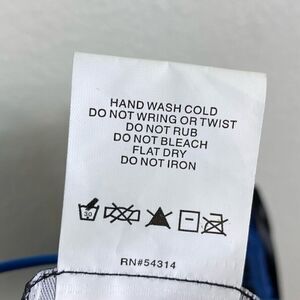 HAND WASH COLD
DO NOT WRING OR TWIST
DO NOT RUB
DO NOT BLEACH
FLAT DRY
DO NOT IRON
30
RN#54314